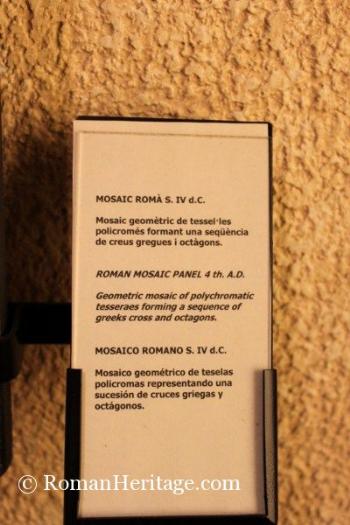 MOSAIC ROMÀ S. IV d.C.
Mosaic geomètric de tessel·les
policromés formant una seqüència
de creus gregues i octàgons.
ROMAN MOSAIC PANEL 4 th. A.D.
Geometric mosaic of polychromatic
tesseraes forming a sequence of
greeks cross and octagons.
MOSAICO ROMANO S. IV d.C.
Mosaico geométrico de teselas
policromas representando una
sucesión de cruces griegas y
octágonos.
© RomanHeritage.com